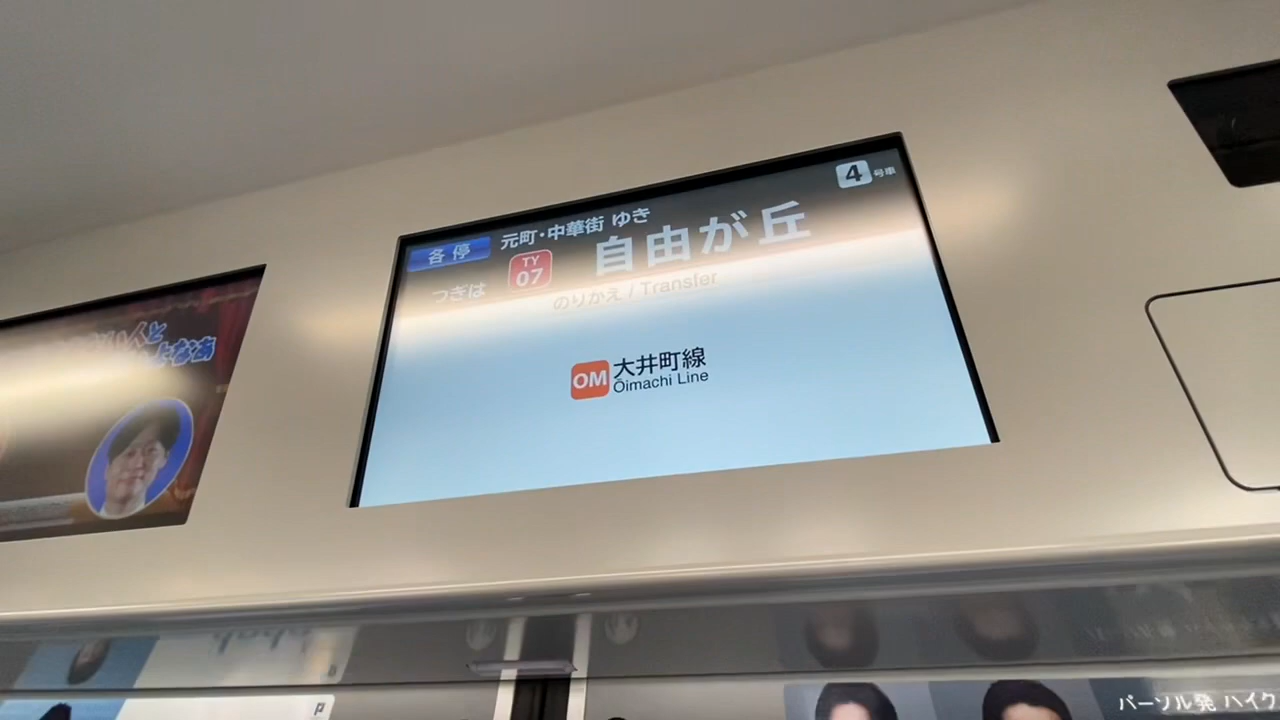 4 号車
各停 元町・中華街 ゆき
つぎは TY 07 自由が丘
のりかえ / Transfer
OM 大井町線
Ōimachi Line
パーソル発 ハイク